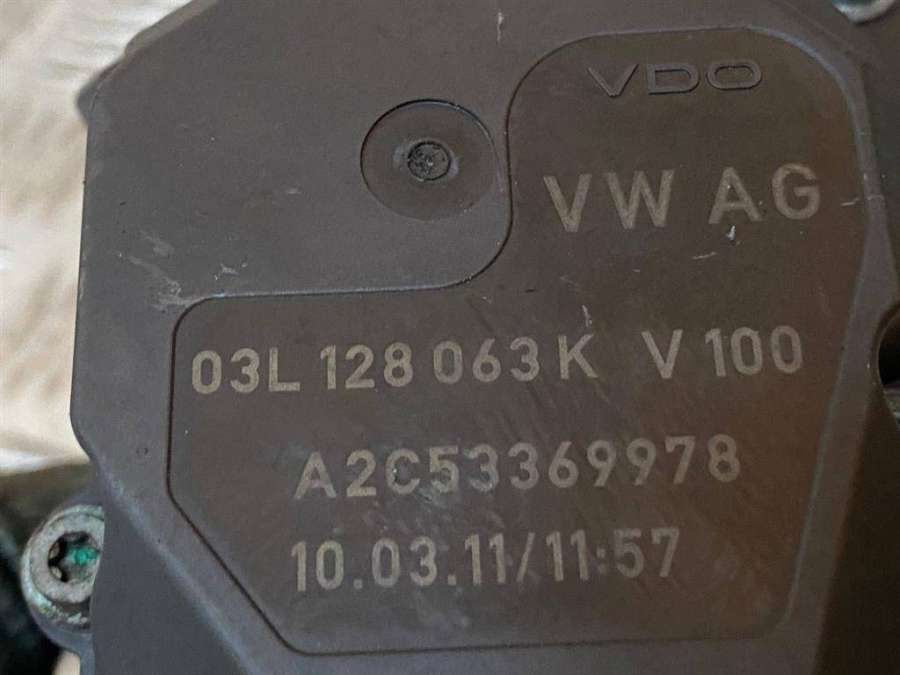 VDO
VW AG
03L 128 063 K V 100
A2C53369978
10.03.11/11:57